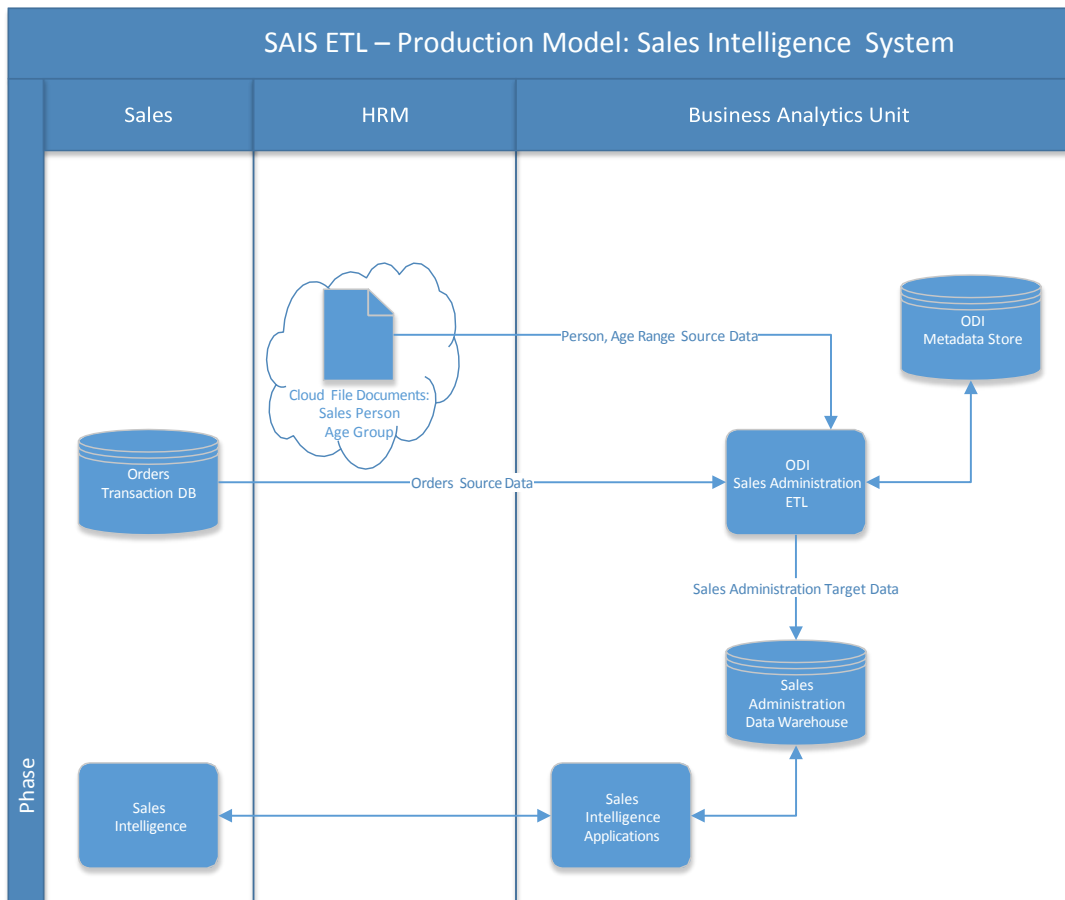 SAIS ETL – Production Model: Sales Intelligence System
Sales
HRM
Business Analytics Unit
Phase
Person, Age Range Source Data
ODI
Metadata Store
Cloud File Documents:
Sales Person
Age Group
Orders
Transaction DB
Orders Source Data
ODI
Sales Administration
ETL
Sales Administration Target Data
Sales
Administration
Data Warehouse
Sales
Intelligence
Sales
Intelligence
Applications